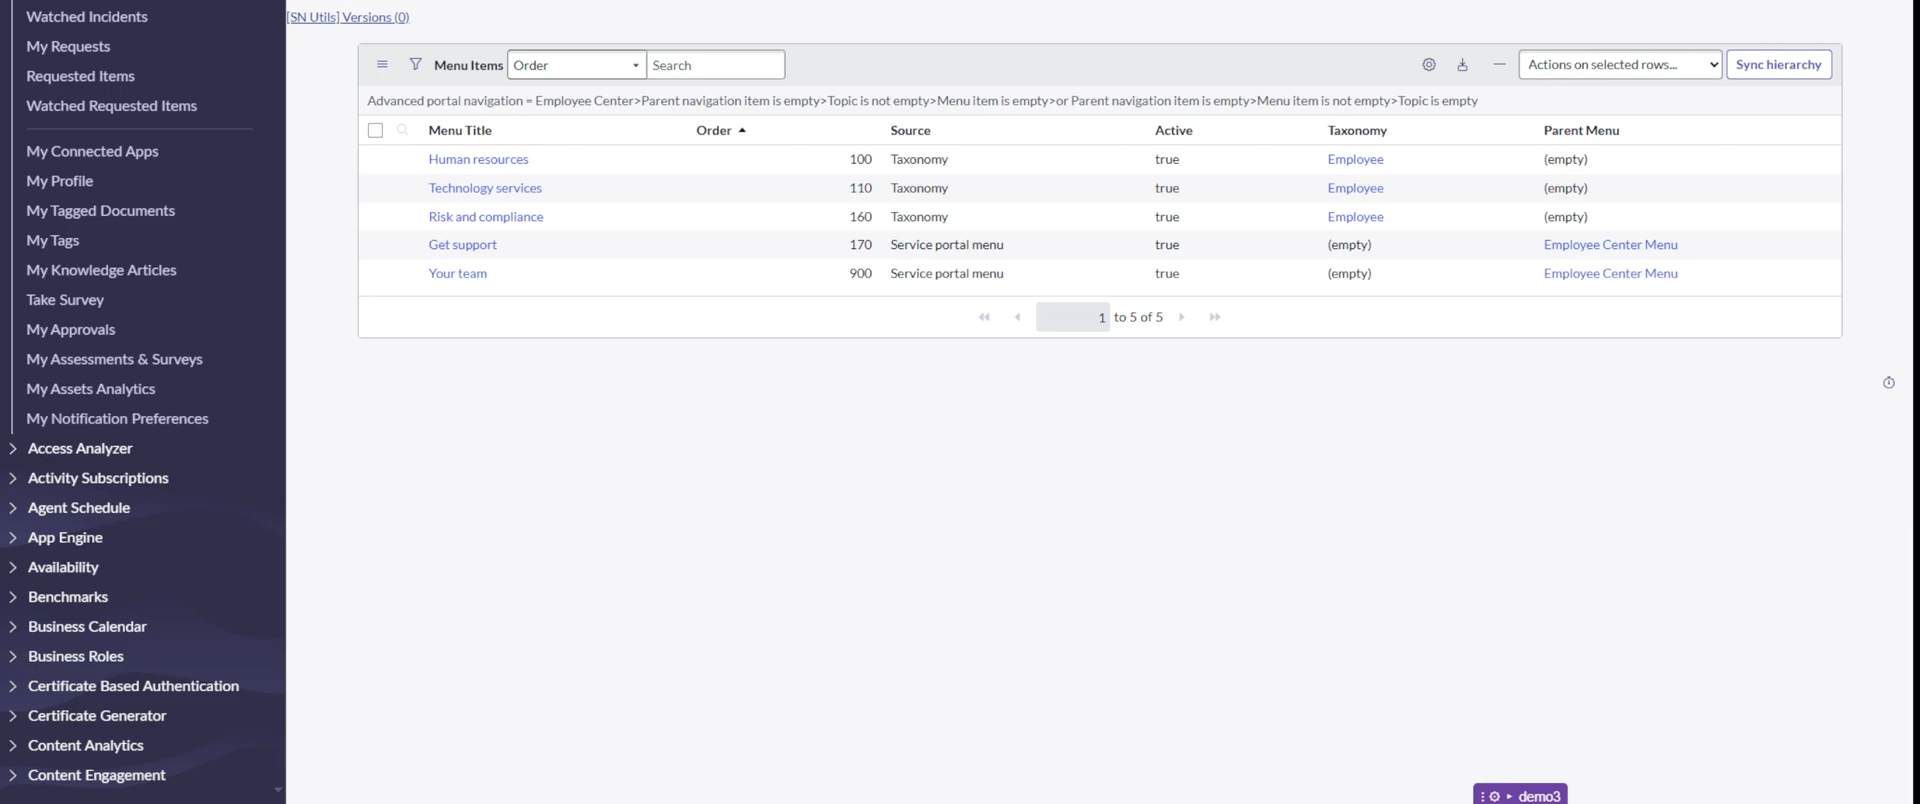 Watched Incidents
My Requests
Requested Items
Watched Requested Items
My Connected Apps
My Profile
My Tagged Documents
My Tags
My Knowledge Articles
Take Survey
My Approvals
My Assessments & Surveys
My Assets Analytics
My Notification Preferences
Access Analyzer
Activity Subscriptions
Agent Schedule
App Engine
Availability
Benchmarks
Business Calendar
Business Roles
Certificate Based Authentication
Certificate Generator
Content Analytics
Content Engagement
[SN Utils] Versions (0)
Menu Items Order Search Actions on selected rows... Sync hierarchy
Advanced portal navigation = Employee Center>Parent navigation item is empty>Topic is not empty>Menu item is empty>or Parent navigation item is empty>Menu item is not empty>Topic is empty
Menu Title Order Source Active Taxonomy Parent Menu
Human resources 100 Taxonomy true Employee (empty)
Technology services 110 Taxonomy true Employee (empty)
Risk and compliance 160 Taxonomy true Employee (empty)
Get support 170 Service portal menu true (empty) Employee Center Menu
Your team 900 Service portal menu true (empty) Employee Center Menu
1 to 5 of 5
demo3